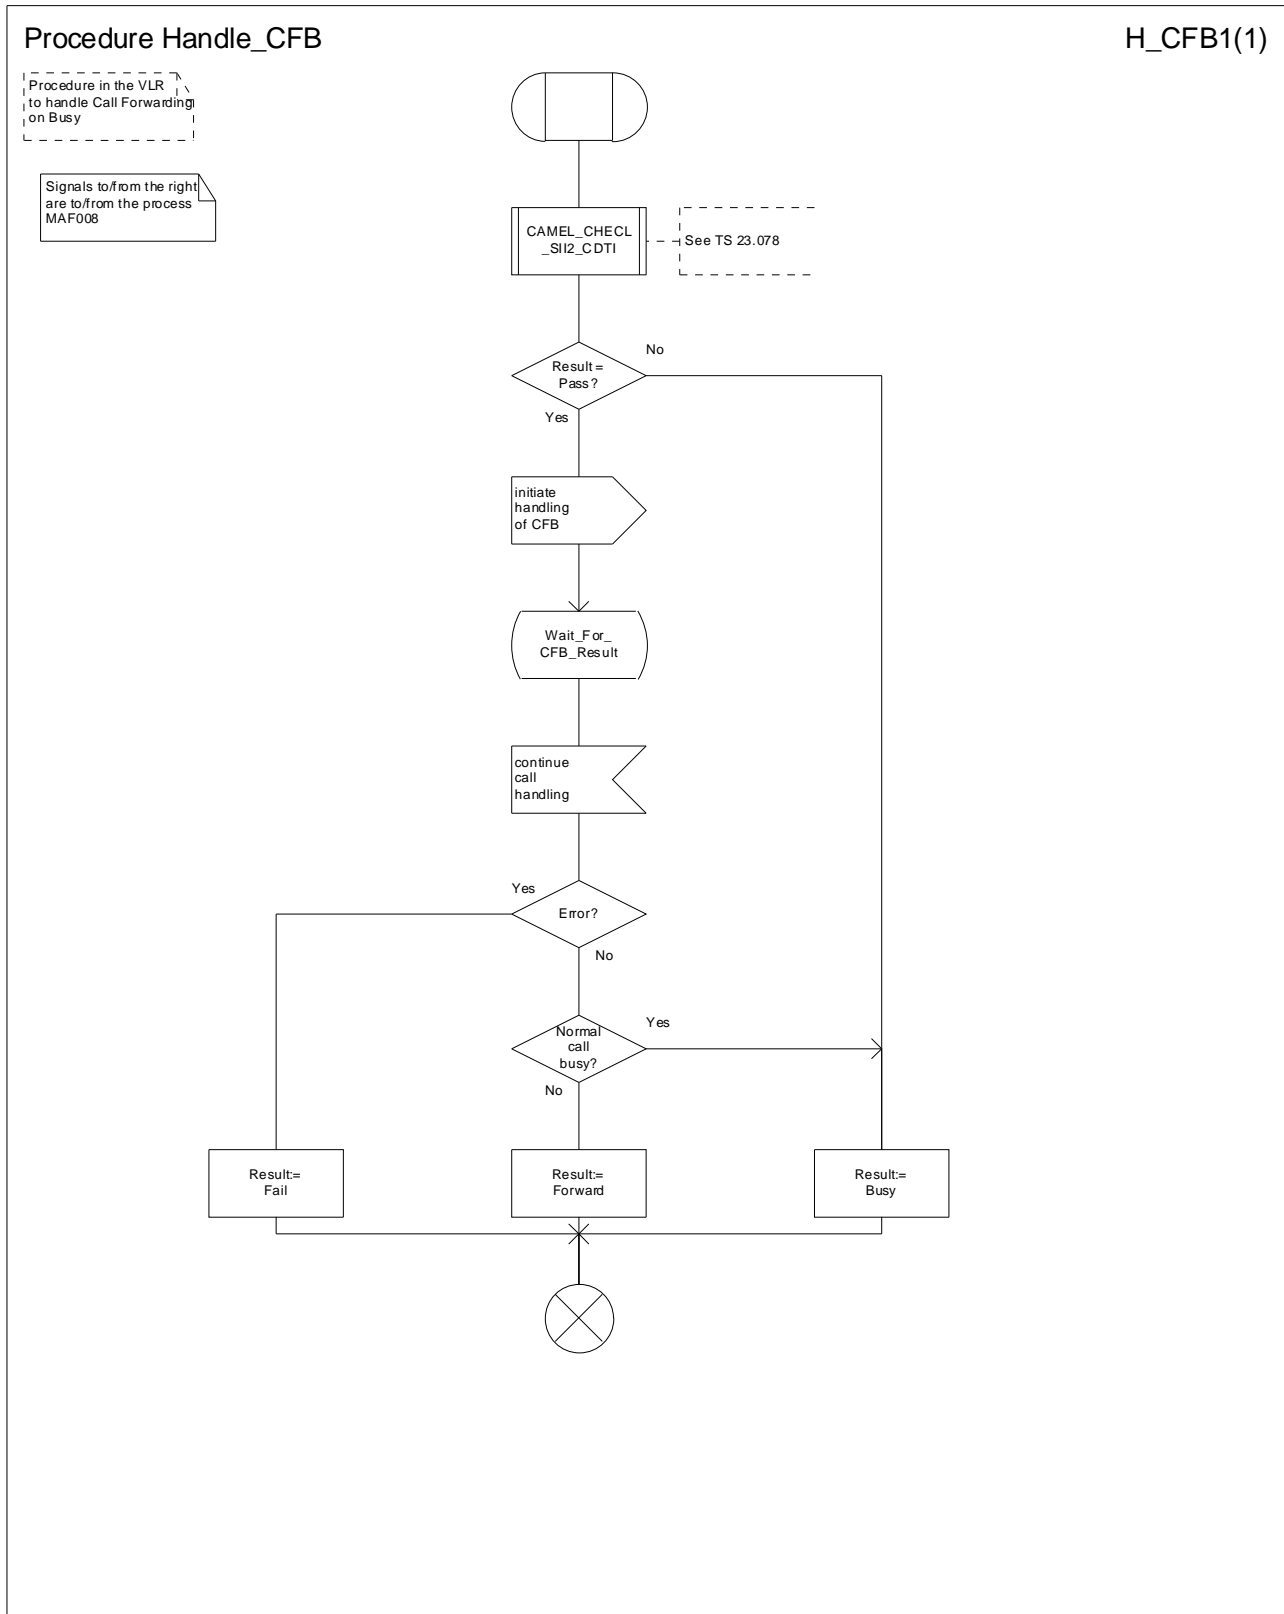 Procedure Handle_CFB
H_CFB1(1)
Procedure in the VLR
to handle Call Forwarding
on Busy
Signals to/from the right
are to/from the process
MAF008
CAMEL_CHECL
_SII2_CDTI
See TS 23.078
Result =
Pass?
No
Yes
initiate
handling
of CFB
Wait_For_
CFB_Result
continue
call
handling
Yes
Error?
No
Normal
call
busy?
Yes
No
Result:=
Fail
Result:=
Forward
Result:=
Busy